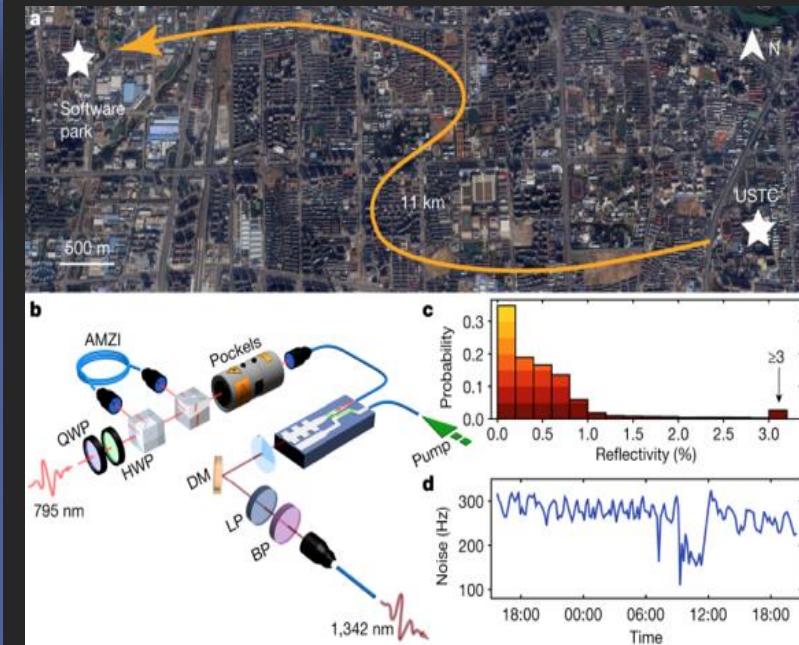 a
N
Software
park
11 km
USTC
500 m
b
AMZI
Pockels
QWP
HWP
DM
LP
BP
Pump
795 nm
1,342 nm
c
Probability
0.3
0.2
0.1
0.0
≥3
0.0 0.5 1.0 1.5 2.0 2.5 3.0
Reflectivity (%)
d
Noise (Hz)
300
200
100
18:00 00:00 06:00 12:00 18:00
Time